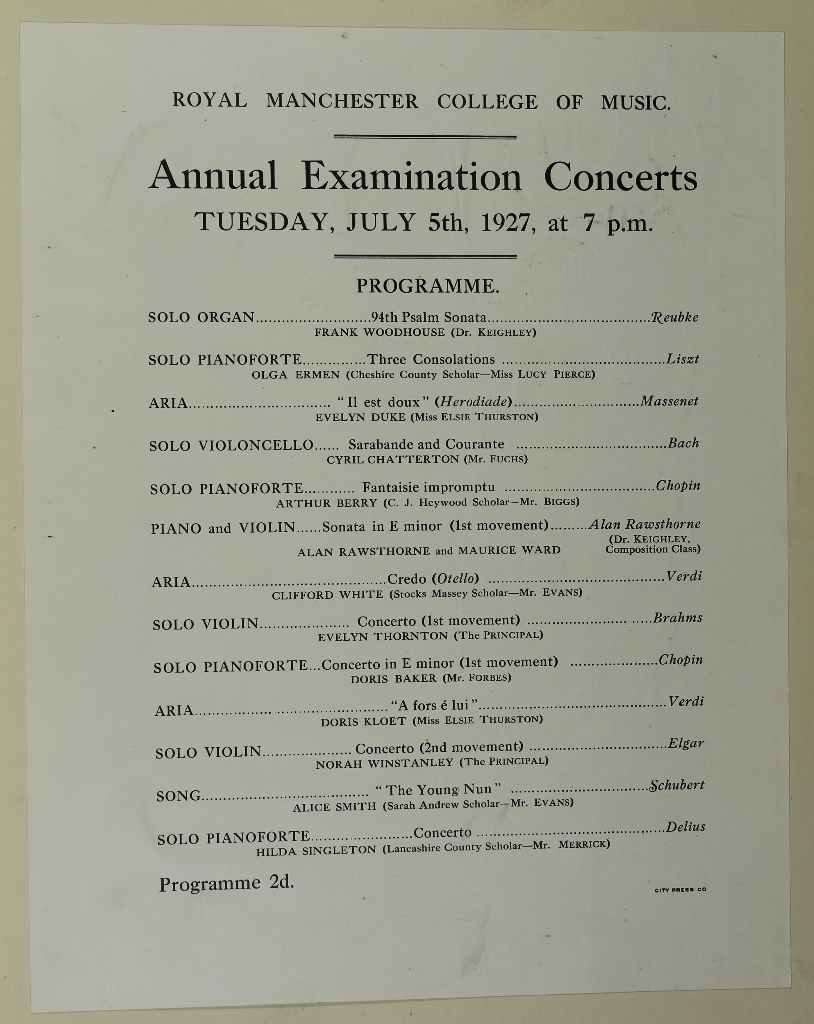 ROYAL MANCHESTER COLLEGE OF MUSIC.
Annual Examination Concerts
TUESDAY, JULY 5th, 1927, at 7 p.m.
PROGRAMME.
SOLO ORGAN...........................94th Psalm Sonata......................................Reubke
FRANK WOODHOUSE (Dr. KEIGHLEY)
SOLO PIANOFORTE...............Three Consolations .......................................Liszt
OLGA ERMEN (Cheshire County Scholar—Miss LUCY PIERCE)
ARIA................................. "Il est doux" (Herodiade)..............................Massenet
EVELYN DUKE (Miss ELSIE THURSTON)
SOLO VIOLONCELLO...... Sarabande and Courante ....................................Bach
CYRIL CHATTERTON (Mr. FUCHS)
SOLO PIANOFORTE............ Fantaisie impromptu ....................................Chopin
ARTHUR BERRY (C. J. Heywood Scholar—Mr. BIGGS)
PIANO and VIOLIN......Sonata in E minor (1st movement).........Alan Rawsthorne
(Dr. KEIGHLEY,
ALAN RAWSTHORNE and MAURICE WARD Composition Class)
ARIA..............................................Credo (Otello) ..........................................Verdi
CLIFFORD WHITE (Stocks Massey Scholar—Mr. EVANS)
SOLO VIOLIN..................... Concerto (1st movement) ..............................Brahms
EVELYN THORNTON (The PRINCIPAL)
SOLO PIANOFORTE...Concerto in E minor (1st movement) .....................Chopin
DORIS BAKER (Mr. FORBES)
ARIA..............................................."A fors é lui".............................................Verdi
DORIS KLOET (Miss ELSIE THURSTON)
SOLO VIOLIN..................... Concerto (2nd movement) .................................Elgar
NORAH WINSTANLEY (The PRINCIPAL)
SONG........................................ "The Young Nun" .................................Schubert
ALICE SMITH (Sarah Andrew Scholar—Mr. EVANS)
SOLO PIANOFORTE........................Concerto .............................................Delius
HILDA SINGLETON (Lancashire County Scholar—Mr. MERRICK)
Programme 2d.
CITY PRESS CO